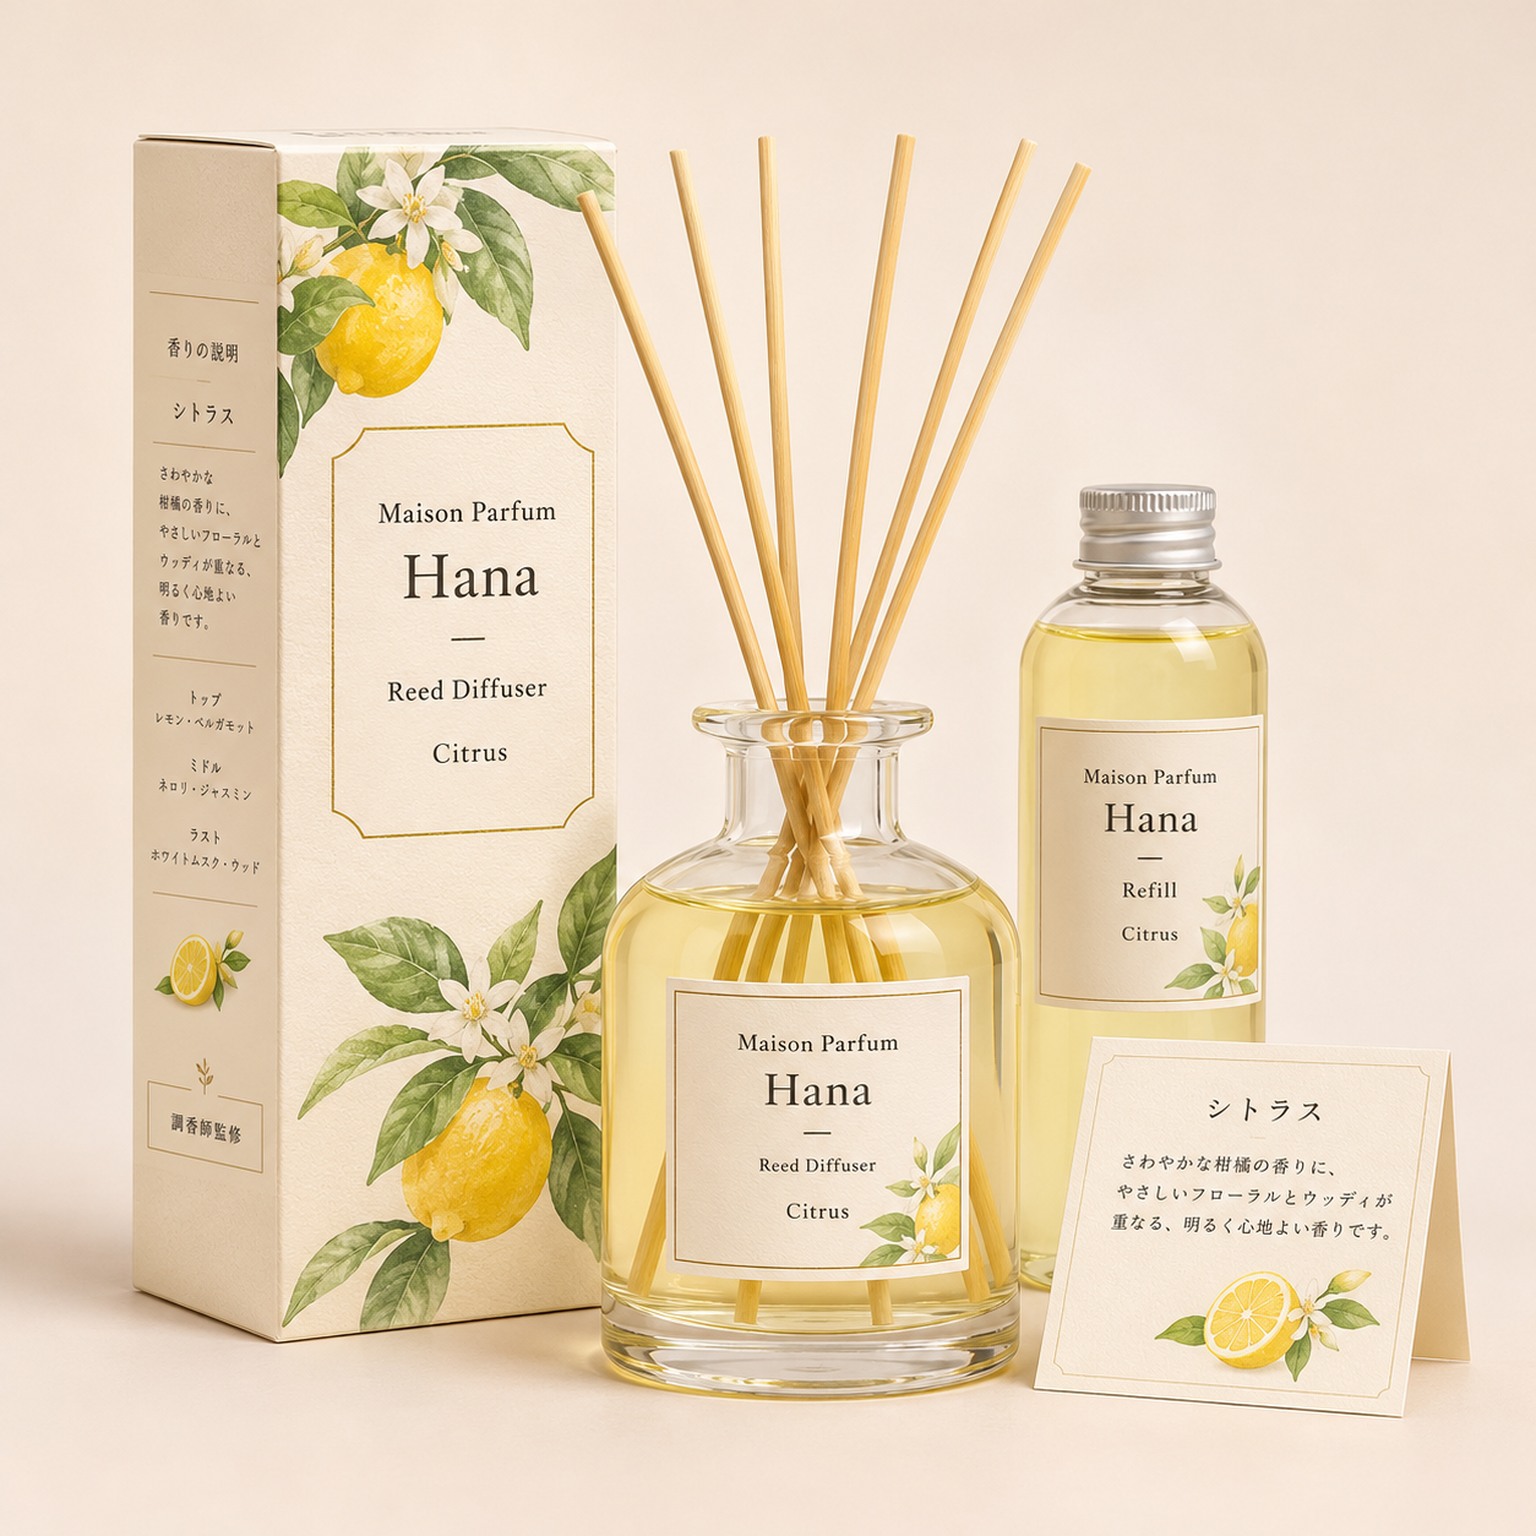 香りの説明
シトラス
さわやかな
柑橘の香りに、
やさしいフローラルと
ウッディが重なる、
明るく心地よい
香りです。
トップ
レモン・ベルガモット
ミドル
ネロリ・ジャスミン
ラスト
ホワイトムスク・ウッド
調香師監修
Maison Parfum
Hana
Reed Diffuser
Citrus
Maison Parfum
Hana
Reed Diffuser
Citrus
Maison Parfum
Hana
Refill
Citrus
シトラス
さわやかな柑橘の香りに、
やさしいフローラルとウッディが
重なる、明るく心地よい香りです。